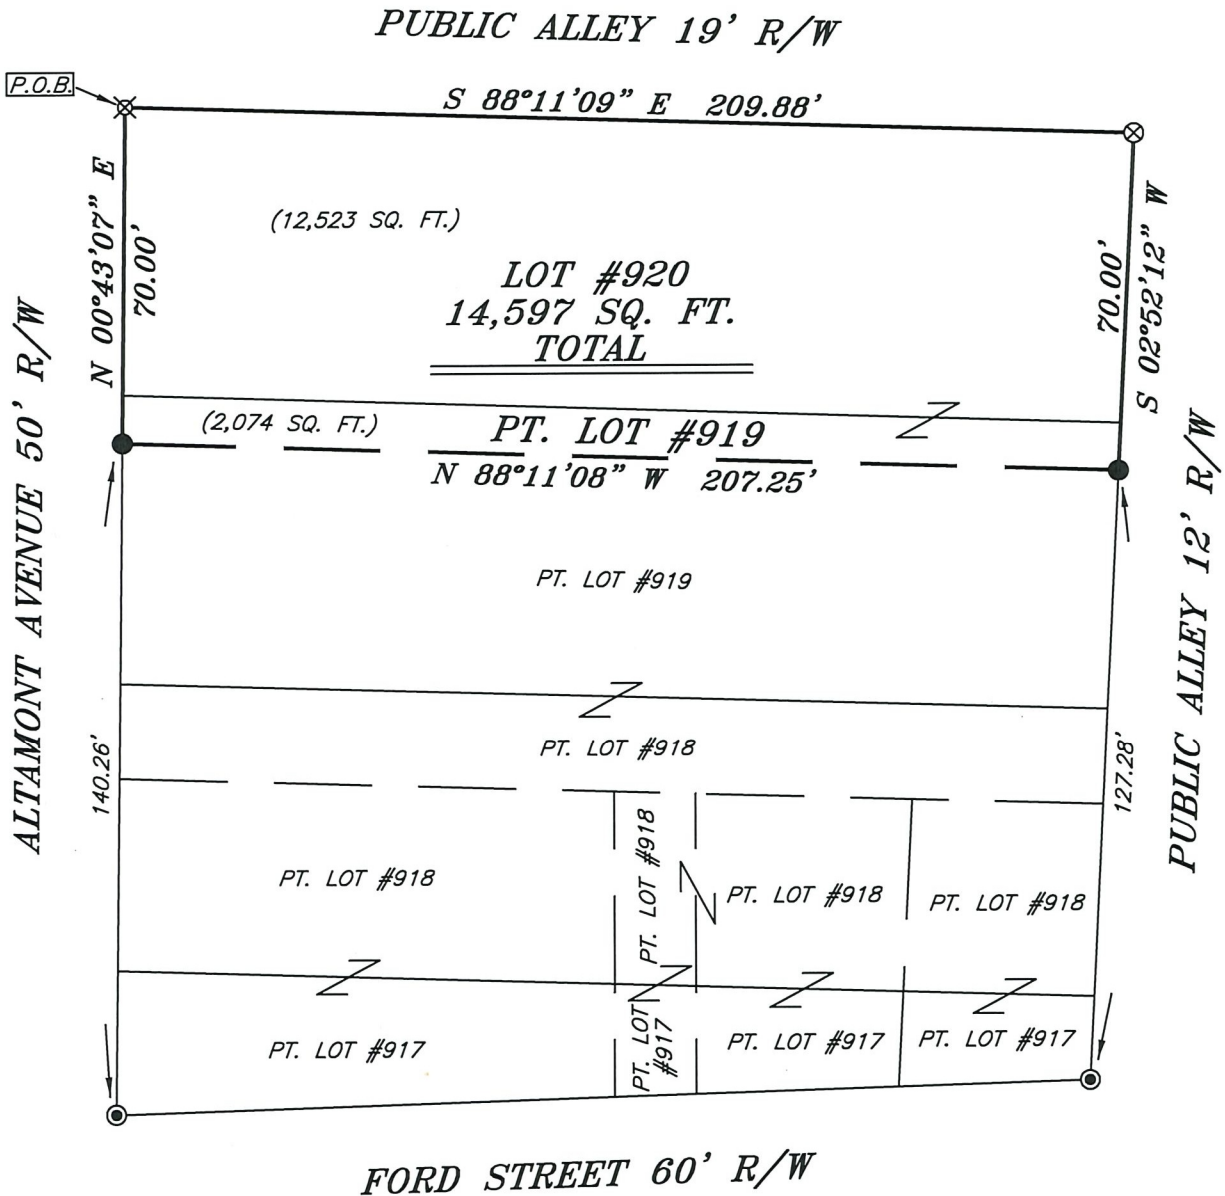 PUBLIC ALLEY 19' R/W
P.O.B.
S 88°11'09" E 209.88'
N 00°43'07" E
70.00'
(12,523 SQ. FT.)
LOT #920
14,597 SQ. FT.
TOTAL
70.00'
S 02°52'12" W
(2,074 SQ. FT.)
PT. LOT #919
N 88°11'08" W 207.25'
ALTAMONT AVENUE 50' R/W
PUBLIC ALLEY 12' R/W
PT. LOT #919
PT. LOT #918
140.26'
127.28'
PT. LOT #918
PT. LOT #918
PT. LOT #918
PT. LOT #918
PT. LOT #917
PT. LOT
#917
PT. LOT #917
PT. LOT #917
FORD STREET 60' R/W